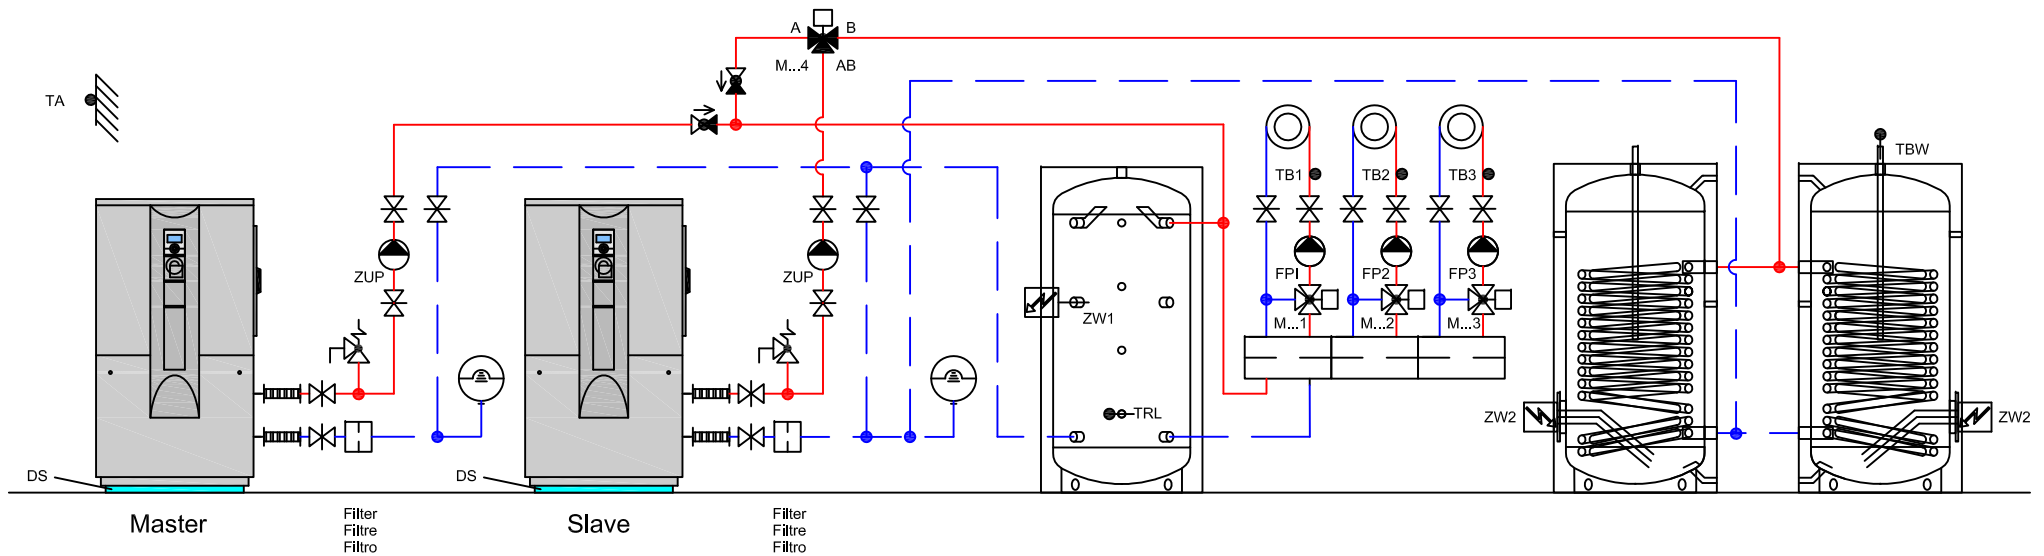 A
B
M...4
AB
TA
TBW
TB1
TB2
TB3
ZUP
ZUP
FP1
FP2
FP3
ZW1
M...1
M...2
M...3
TRL
ZW2
ZW2
DS
DS
Master
Slave
Filter
Filtre
Filtro
Filter
Filtre
Filtro